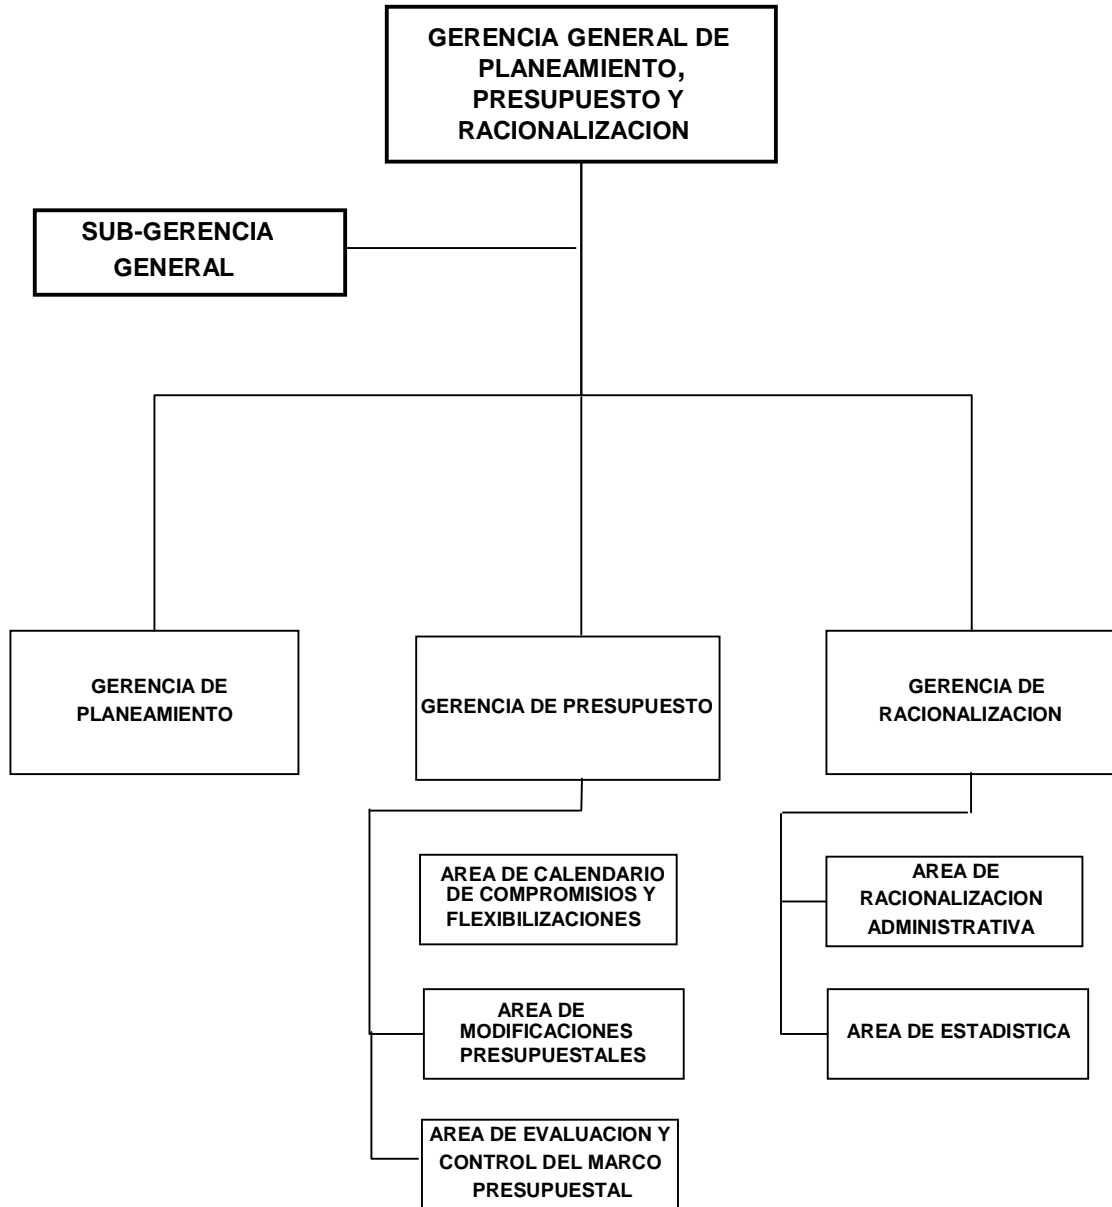 GERENCIA GENERAL DE
PLANEAMIENTO,
PRESUPUESTO Y
RACIONALIZACION
SUB-GERENCIA
GENERAL
GERENCIA DE
PLANEAMIENTO
GERENCIA DE PRESUPUESTO
GERENCIA DE
RACIONALIZACION
AREA DE CALENDARIO
DE COMPROMISIOS Y
FLEXIBILIZACIONES
AREA DE
MODIFICACIONES
PRESUPUESTALES
AREA DE EVALUACION Y
CONTROL DEL MARCO
PRESUPUESTAL
AREA DE
RACIONALIZACION
ADMINISTRATIVA
AREA DE ESTADISTICA